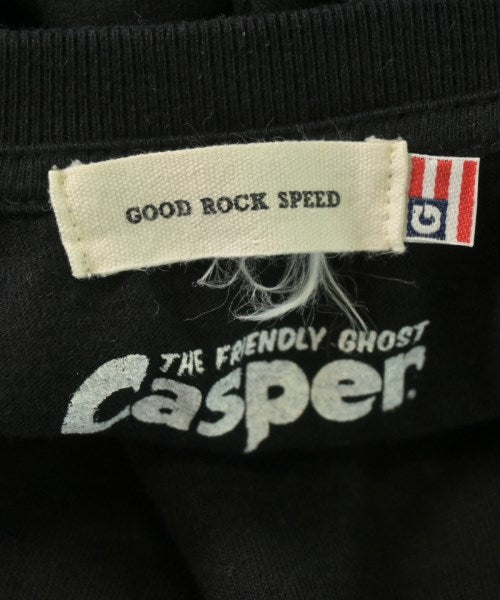 GOOD ROCK SPEED
G
THE FRIENDLY GHOST
Casper.